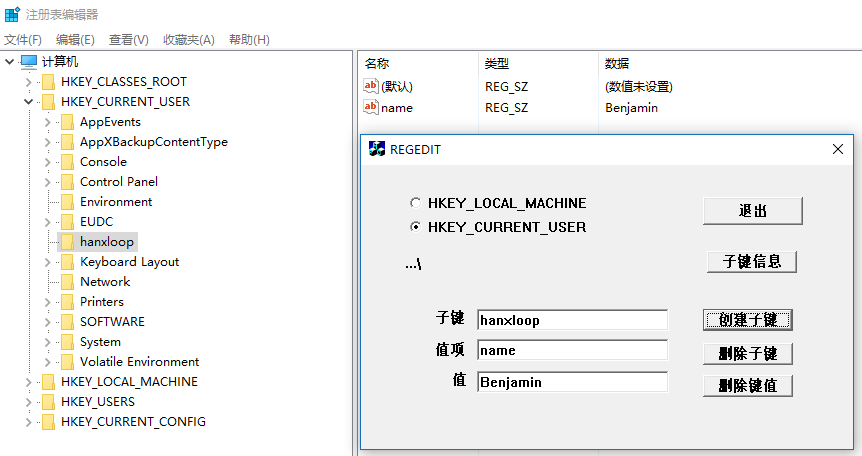 注册表编辑器
文件(F) 编辑(E) 查看(V) 收藏夹(A) 帮助(H)
计算机
HKEY_CLASSES_ROOT
HKEY_CURRENT_USER
AppEvents
AppXBackupContentType
Console
Control Panel
Environment
EUDC
hanxloop
Keyboard Layout
Network
Printers
SOFTWARE
System
Volatile Environment
HKEY_LOCAL_MACHINE
HKEY_USERS
HKEY_CURRENT_CONFIG
名称 类型 数据
ab (默认) REG_SZ (数值未设置)
ab name REG_SZ Benjamin
REGEDIT
HKEY_LOCAL_MACHINE
HKEY_CURRENT_USER
...\
退出
子键信息
子键 hanxloop 创建子键
值项 name 删除子键
值 Benjamin 删除键值